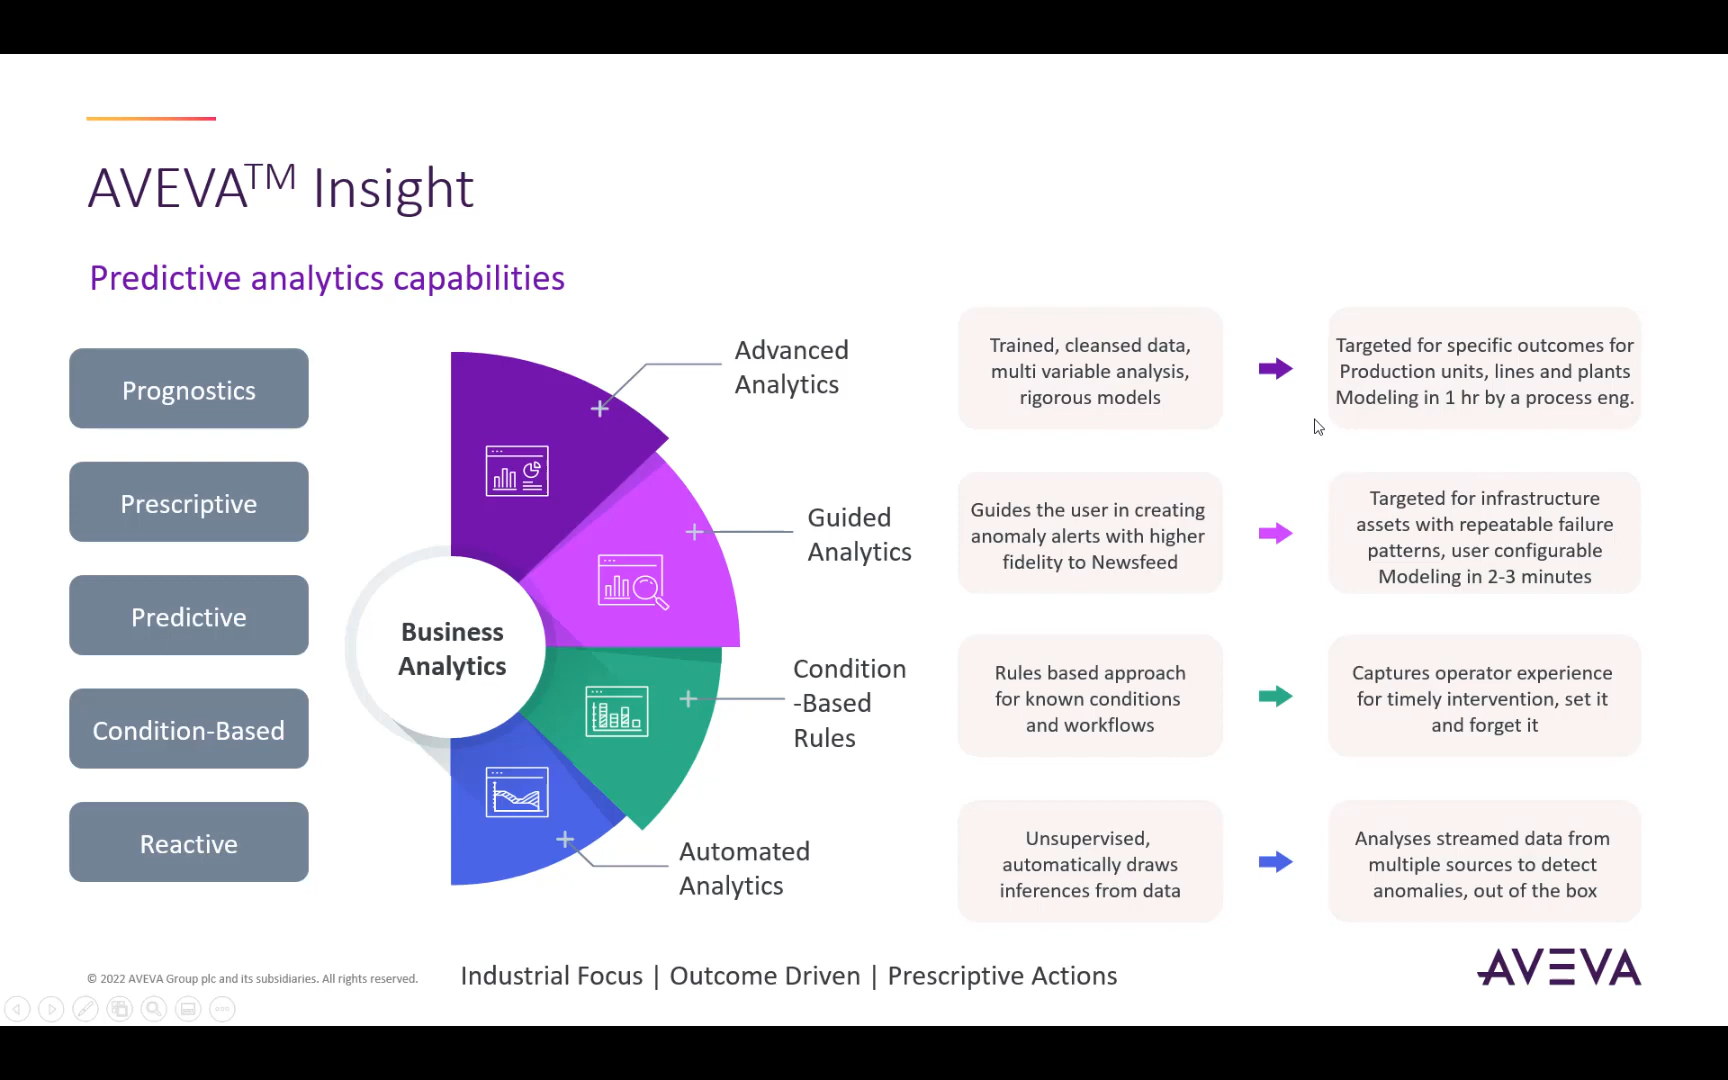 AVEVA™ Insight
Predictive analytics capabilities
Prognostics
Prescriptive
Predictive
Condition-Based
Reactive
Business
Analytics
Advanced
Analytics
Trained, cleansed data,
multi variable analysis,
rigorous models
Targeted for specific outcomes for
Production units, lines and plants
Modeling in 1 hr by a process eng.
Guided
Analytics
Guides the user in creating
anomaly alerts with higher
fidelity to Newsfeed
Targeted for infrastructure
assets with repeatable failure
patterns, user configurable
Modeling in 2-3 minutes
Condition
-Based
Rules
Rules based approach
for known conditions
and workflows
Captures operator experience
for timely intervention, set it
and forget it
Automated
Analytics
Unsupervised,
automatically draws
inferences from data
Analyses streamed data from
multiple sources to detect
anomalies, out of the box
© 2022 AVEVA Group plc and its subsidiaries. All rights reserved.
Industrial Focus | Outcome Driven | Prescriptive Actions
AVEVA